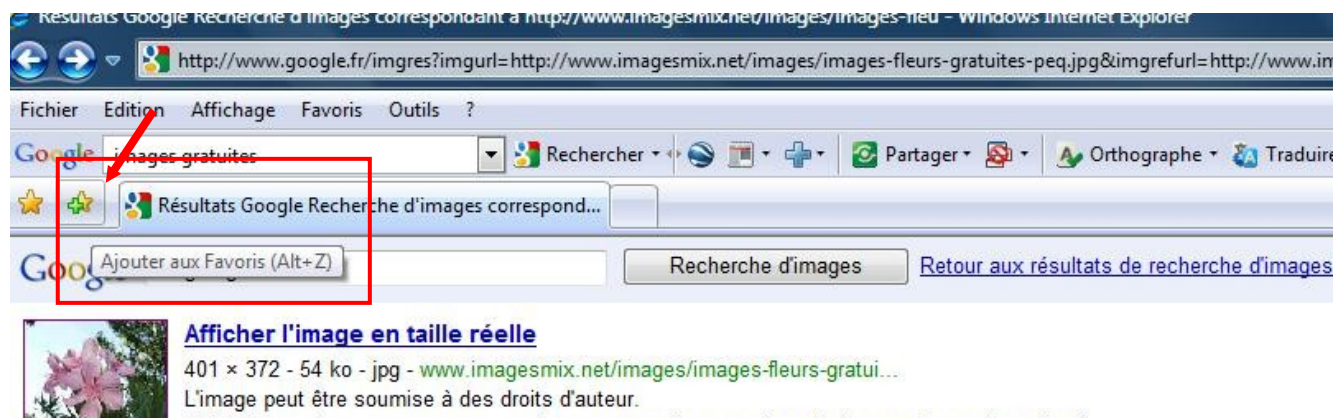 Résultats Google Recherche d'images correspondant à http://www.imagesmix.net/images/images-fleu - Windows Internet Explorer
http://www.google.fr/imgres?imgurl=http://www.imagesmix.net/images/images-fleurs-gratuites-peq.jpg&imgrefurl=http://www.im
Fichier Edition Affichage Favoris Outils ?
Google images gratuites Rechercher Partager Orthographe Traduire
Résultats Google Recherche d'images correspond...
Ajouter aux Favoris (Alt+Z)
Recherche d'images Retour aux résultats de recherche d'images
Afficher l'image en taille réelle
401 × 372 - 54 ko - jpg - www.imagesmix.net/images/images-fleurs-gratui...
L'image peut être soumise à des droits d'auteur.